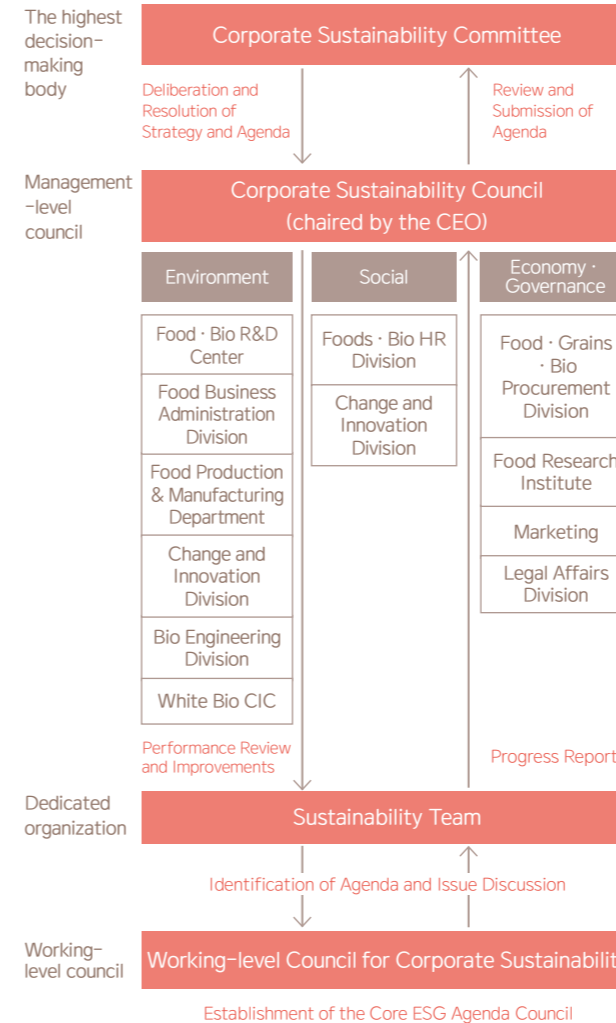 The highest
decision-
making
body
Corporate Sustainability Committee
Deliberation and
Resolution of
Strategy and Agenda
Review and
Submission of
Agenda
Management
-level
council
Corporate Sustainability Council
(chaired by the CEO)
Environment
Social
Economy ·
Governance
Food · Bio R&D
Center
Food Business
Administration
Division
Food Production
& Manufacturing
Department
Change and
Innovation
Division
Bio Engineering
Division
White Bio CIC
Foods · Bio HR
Division
Change and
Innovation
Division
Food · Grains
· Bio
Procurement
Division
Food Research
Institute
Marketing
Legal Affairs
Division
Performance Review
and Improvements
Progress Report
Dedicated
organization
Sustainability Team
Identification of Agenda and Issue Discussion
Working-
level council
Working-level Council for Corporate Sustainabilit
Establishment of the Core ESG Agenda Council